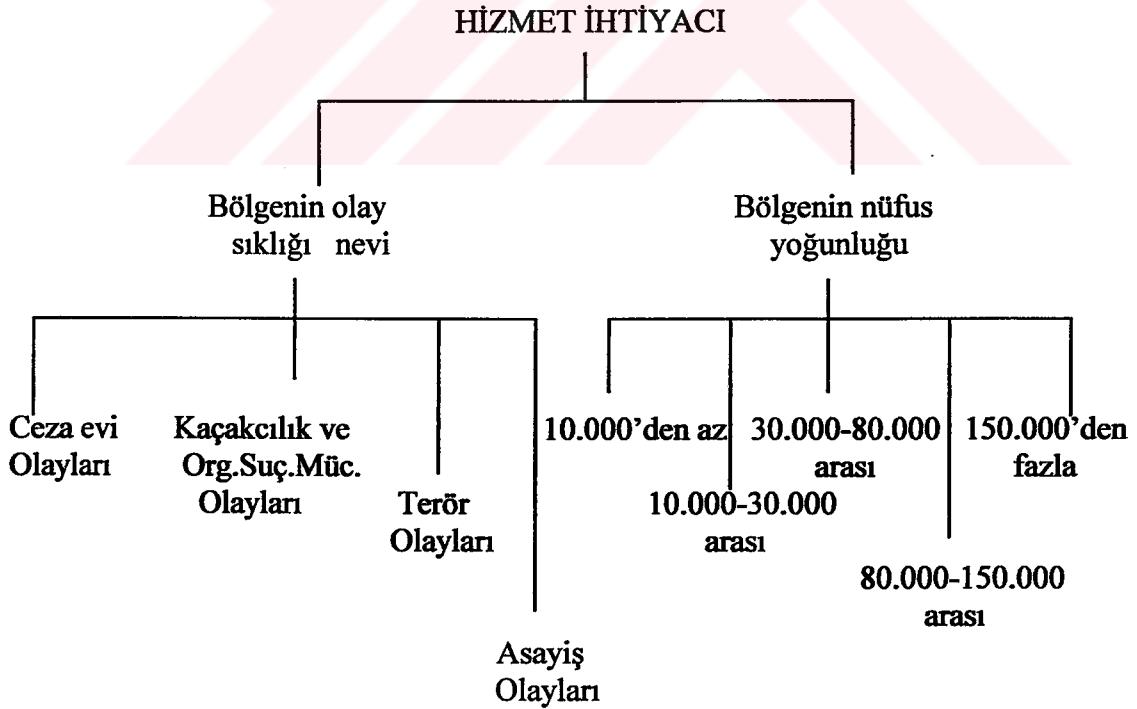 HİZMET İHTİYACI
Bölgenin olay
sıklığı nevi
Bölgenin nüfus
yoğunluğu
Ceza evi
Olayları
Kaçakcılık ve
Org.Suç.Müc.
Olayları
Terör
Olayları
Asayiş
Olayları
10.000’den az
10.000-30.000
arası
30.000-80.000
arası
80.000-150.000
arası
150.000’den
fazla